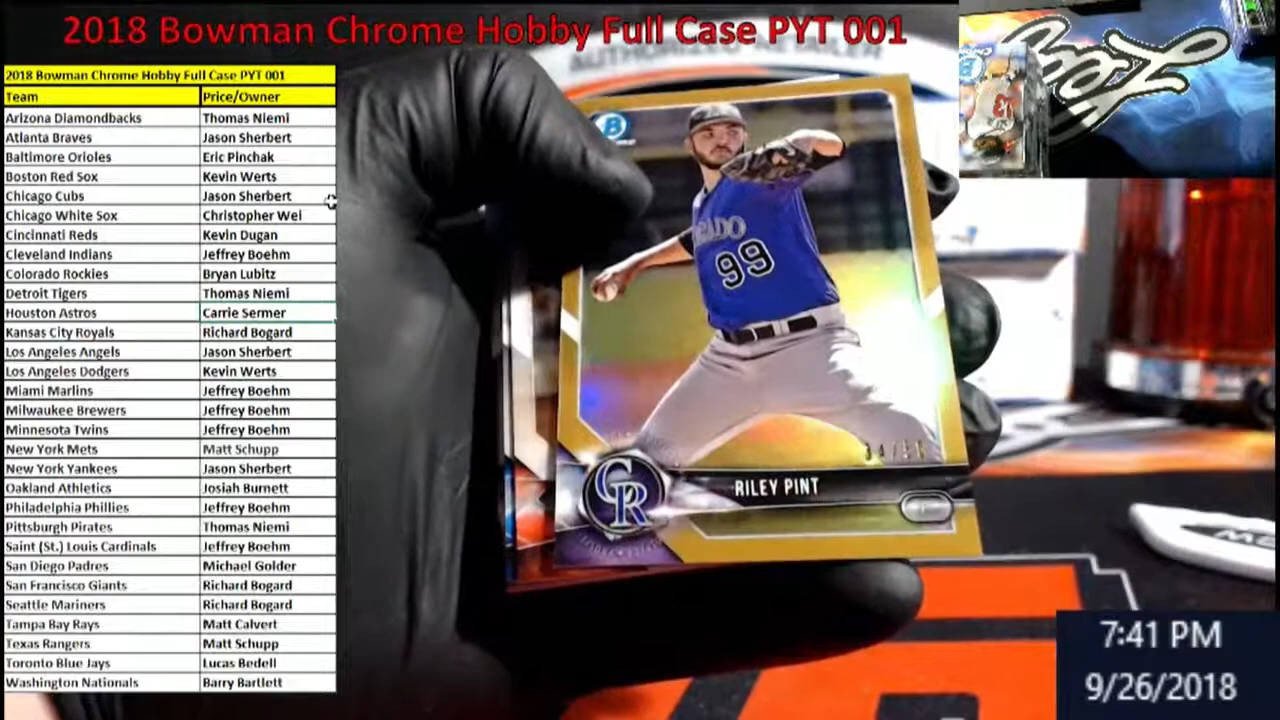 2018 Bowman Chrome Hobby Full Case PYT 001
2018 Bowman Chrome Hobby Full Case PYT 001
Team Price/Owner
Arizona Diamondbacks Thomas Niemi
Atlanta Braves Jason Sherbert
Baltimore Orioles Eric Pinchak
Boston Red Sox Kevin Werts
Chicago Cubs Jason Sherbert
Chicago White Sox Christopher Wei
Cincinnati Reds Kevin Dugan
Cleveland Indians Jeffrey Boehm
Colorado Rockies Bryan Lubitz
Detroit Tigers Thomas Niemi
Houston Astros Carrie Sermer
Kansas City Royals Richard Bogard
Los Angeles Angels Jason Sherbert
Los Angeles Dodgers Kevin Werts
Miami Marlins Jeffrey Boehm
Milwaukee Brewers Jeffrey Boehm
Minnesota Twins Jeffrey Boehm
New York Mets Matt Schupp
New York Yankees Jason Sherbert
Oakland Athletics Josiah Burnett
Philadelphia Phillies Jeffrey Boehm
Pittsburgh Pirates Thomas Niemi
Saint (St.) Louis Cardinals Jeffrey Boehm
San Diego Padres Michael Golder
San Francisco Giants Richard Bogard
Seattle Mariners Richard Bogard
Tampa Bay Rays Matt Calvert
Texas Rangers Matt Schupp
Toronto Blue Jays Lucas Bedell
Washington Nationals Barry Bartlett
B
99
CR
RILEY PINT
Leaf
7:41 PM
9/26/2018